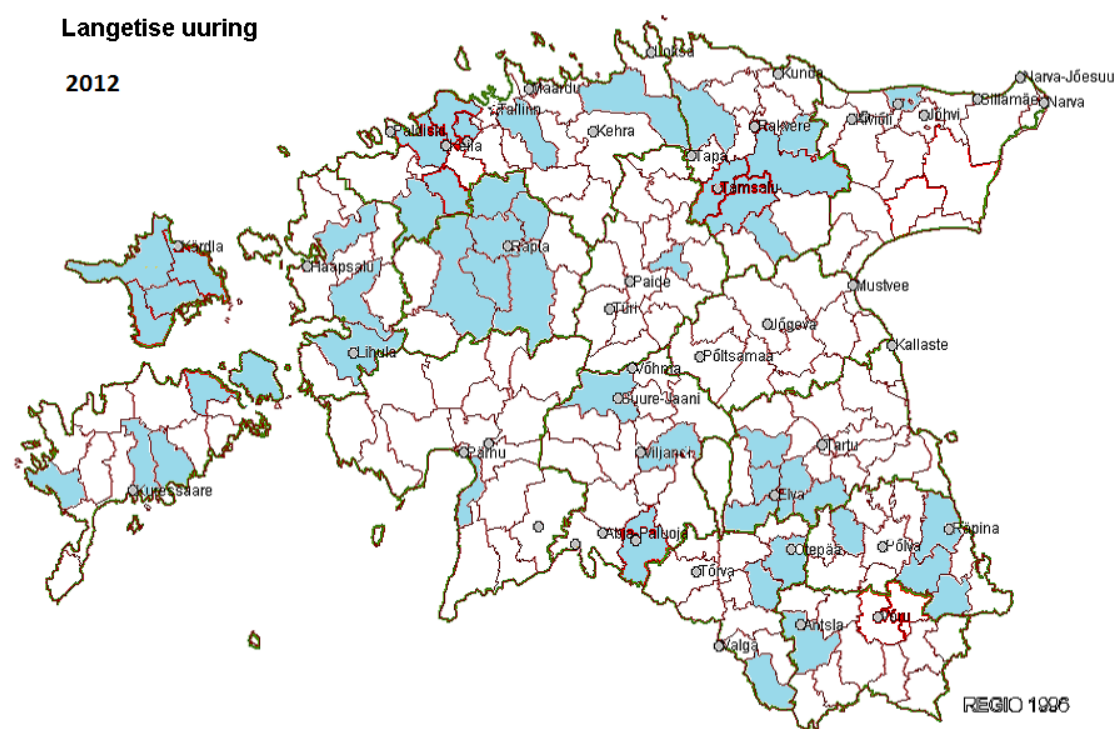 Langetise uuring
2012
Loksa
Kunda
Narva-Jõesuu
Maardu
Sillamäe
Narva
Tallinn
Kiviõli
Jõhvi
Paldiski
Kehra
Rakvere
Keila
Tapa
Tamsalu
Kärdla
Rapla
Haapsalu
Paide
Mustvee
Türi
Jõgeva
Lihula
Põltsamaa
Kallaste
Võhma
Suure-Jaani
Pärnu
Viljandi
Tartu
Kuressaare
Elva
Abja-Paluoja
Räpina
Otepää
Põlva
Tõrva
Antsla
Võru
Valga
REGIO 1996